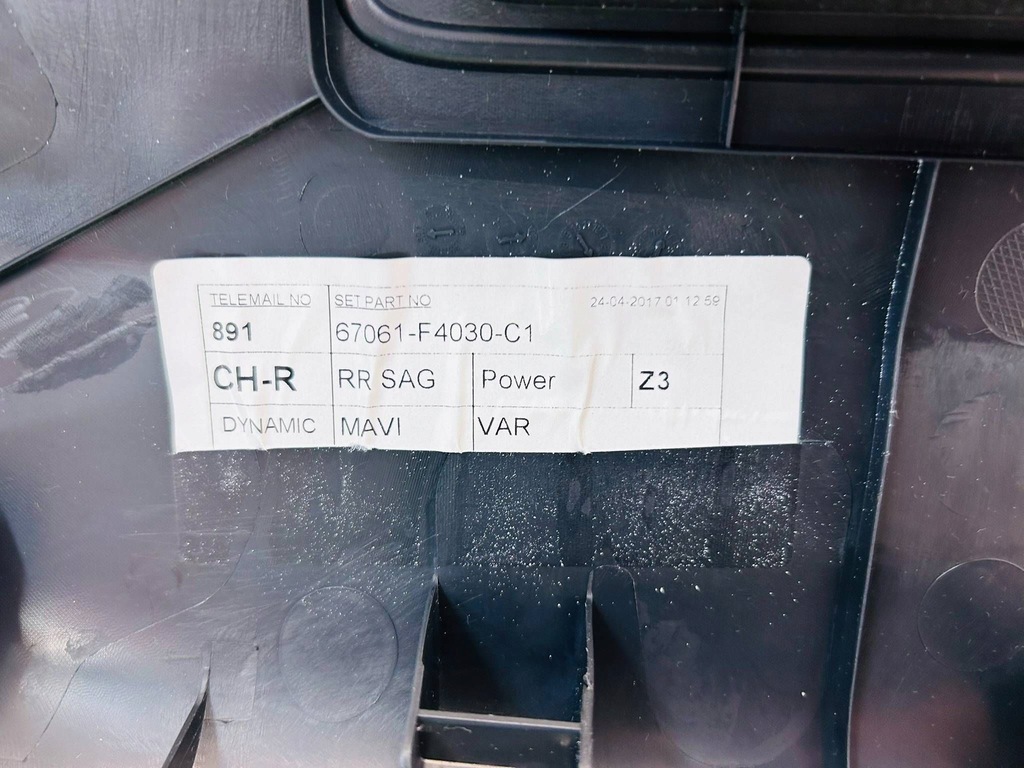 TELEMAIL NO SET PART NO 24-04-2017 01 12 59
891 67061-F4030-C1
CH-R RR SAG Power Z3
DYNAMIC MAVI VAR